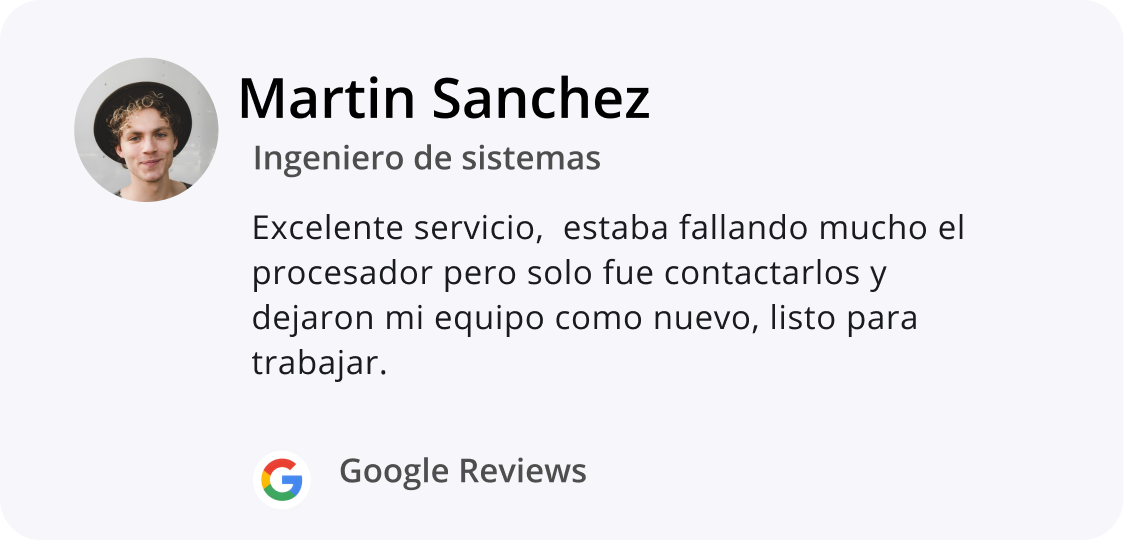 Martin Sanchez
Ingeniero de sistemas
Excelente servicio,  estaba fallando mucho el
procesador pero solo fue contactarlos y
dejaron mi equipo como nuevo, listo para
trabajar.
Google Reviews